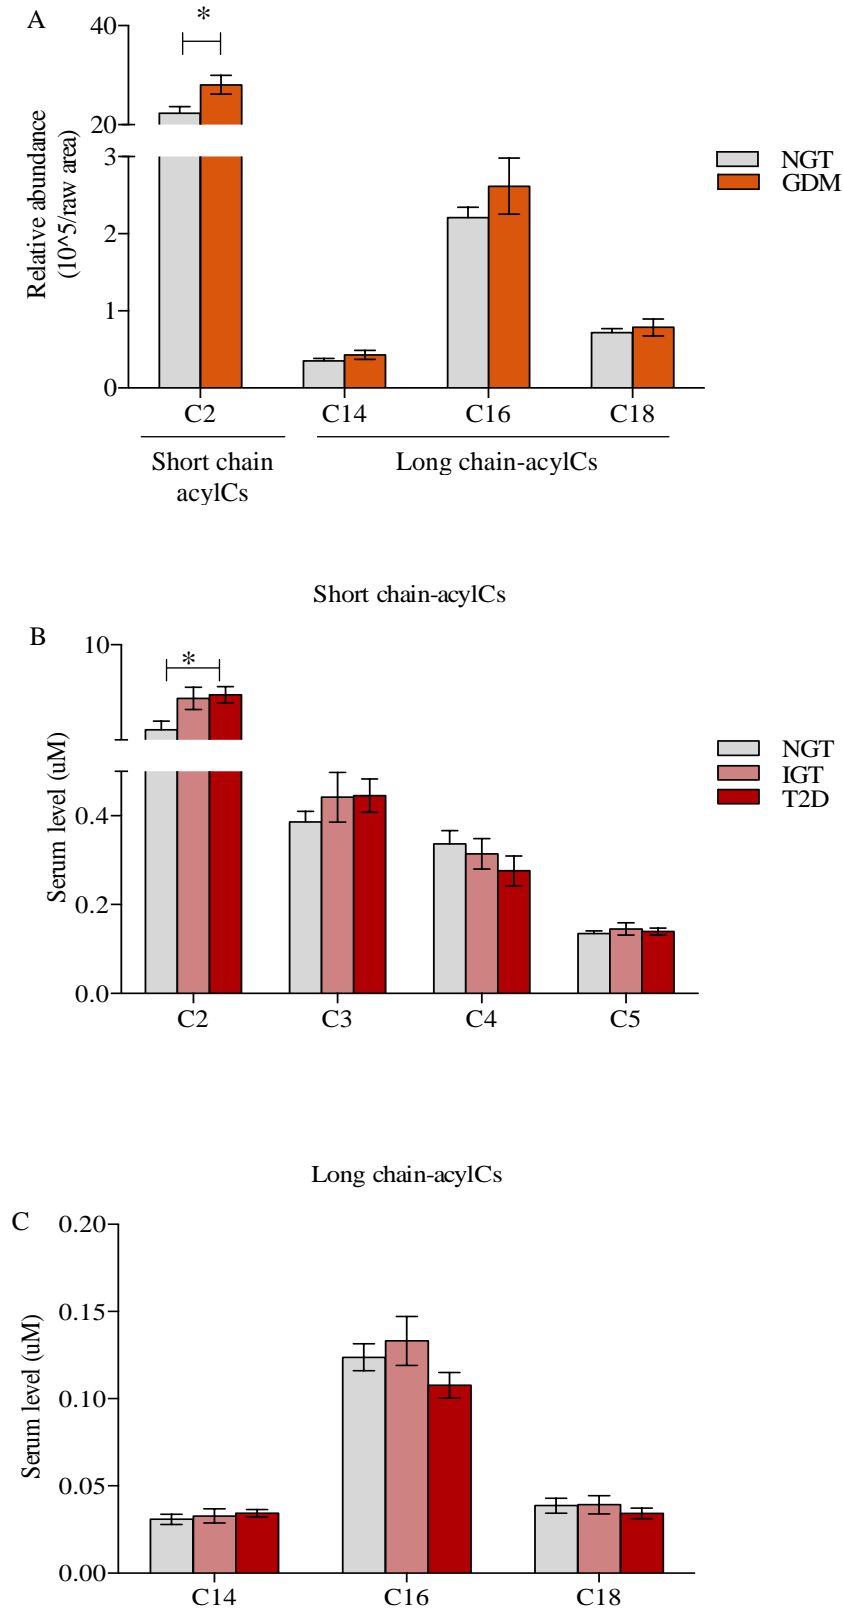 A
*
40
20
3
2
1
0
Relative abundance
(10^5/raw area)
NGT
GDM
C2 C14 C16 C18
Short chain
acylCs
Long chain-acylCs
Short chain-acylCs
B
*
10
0.4
0.2
0.0
Serum level (uM)
NGT
IGT
T2D
C2 C3 C4 C5
Long chain-acylCs
C
0.20
0.15
0.10
0.05
0.00
Serum level (uM)
C14 C16 C18